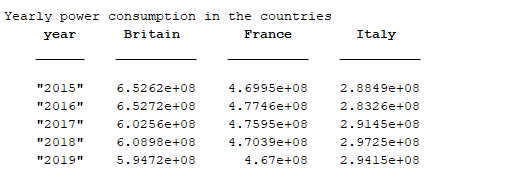 Yearly power consumption in the countries
year Britain France Italy
"2015" 6.5262e+08 4.6995e+08 2.8849e+08
"2016" 6.5272e+08 4.7746e+08 2.8326e+08
"2017" 6.0256e+08 4.7595e+08 2.9145e+08
"2018" 6.0898e+08 4.7039e+08 2.9725e+08
"2019" 5.9472e+08 4.67e+08 2.9415e+08